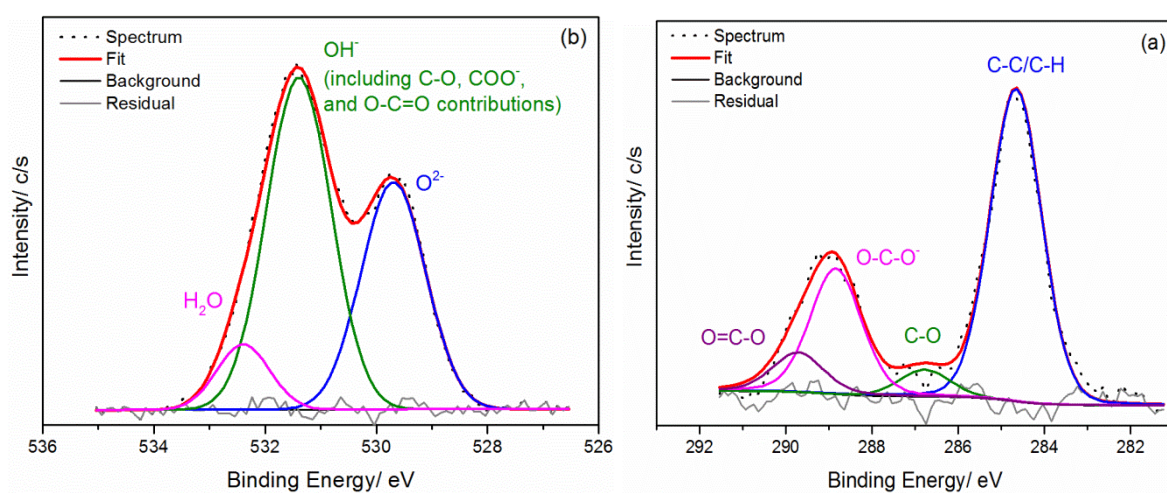 (b)
Spectrum
Fit
Background
Residual
OH⁻
(including C-O, COO⁻,
and O-C=O contributions)
O²⁻
H₂O
Intensity/ c/s
536 534 532 530 528 526
Binding Energy/ eV
(a)
Spectrum
Fit
Background
Residual
C-C/C-H
O-C-O⁻
O=C-O
C-O
Intensity/ c/s
292 290 288 286 284 282
Binding Energy/ eV